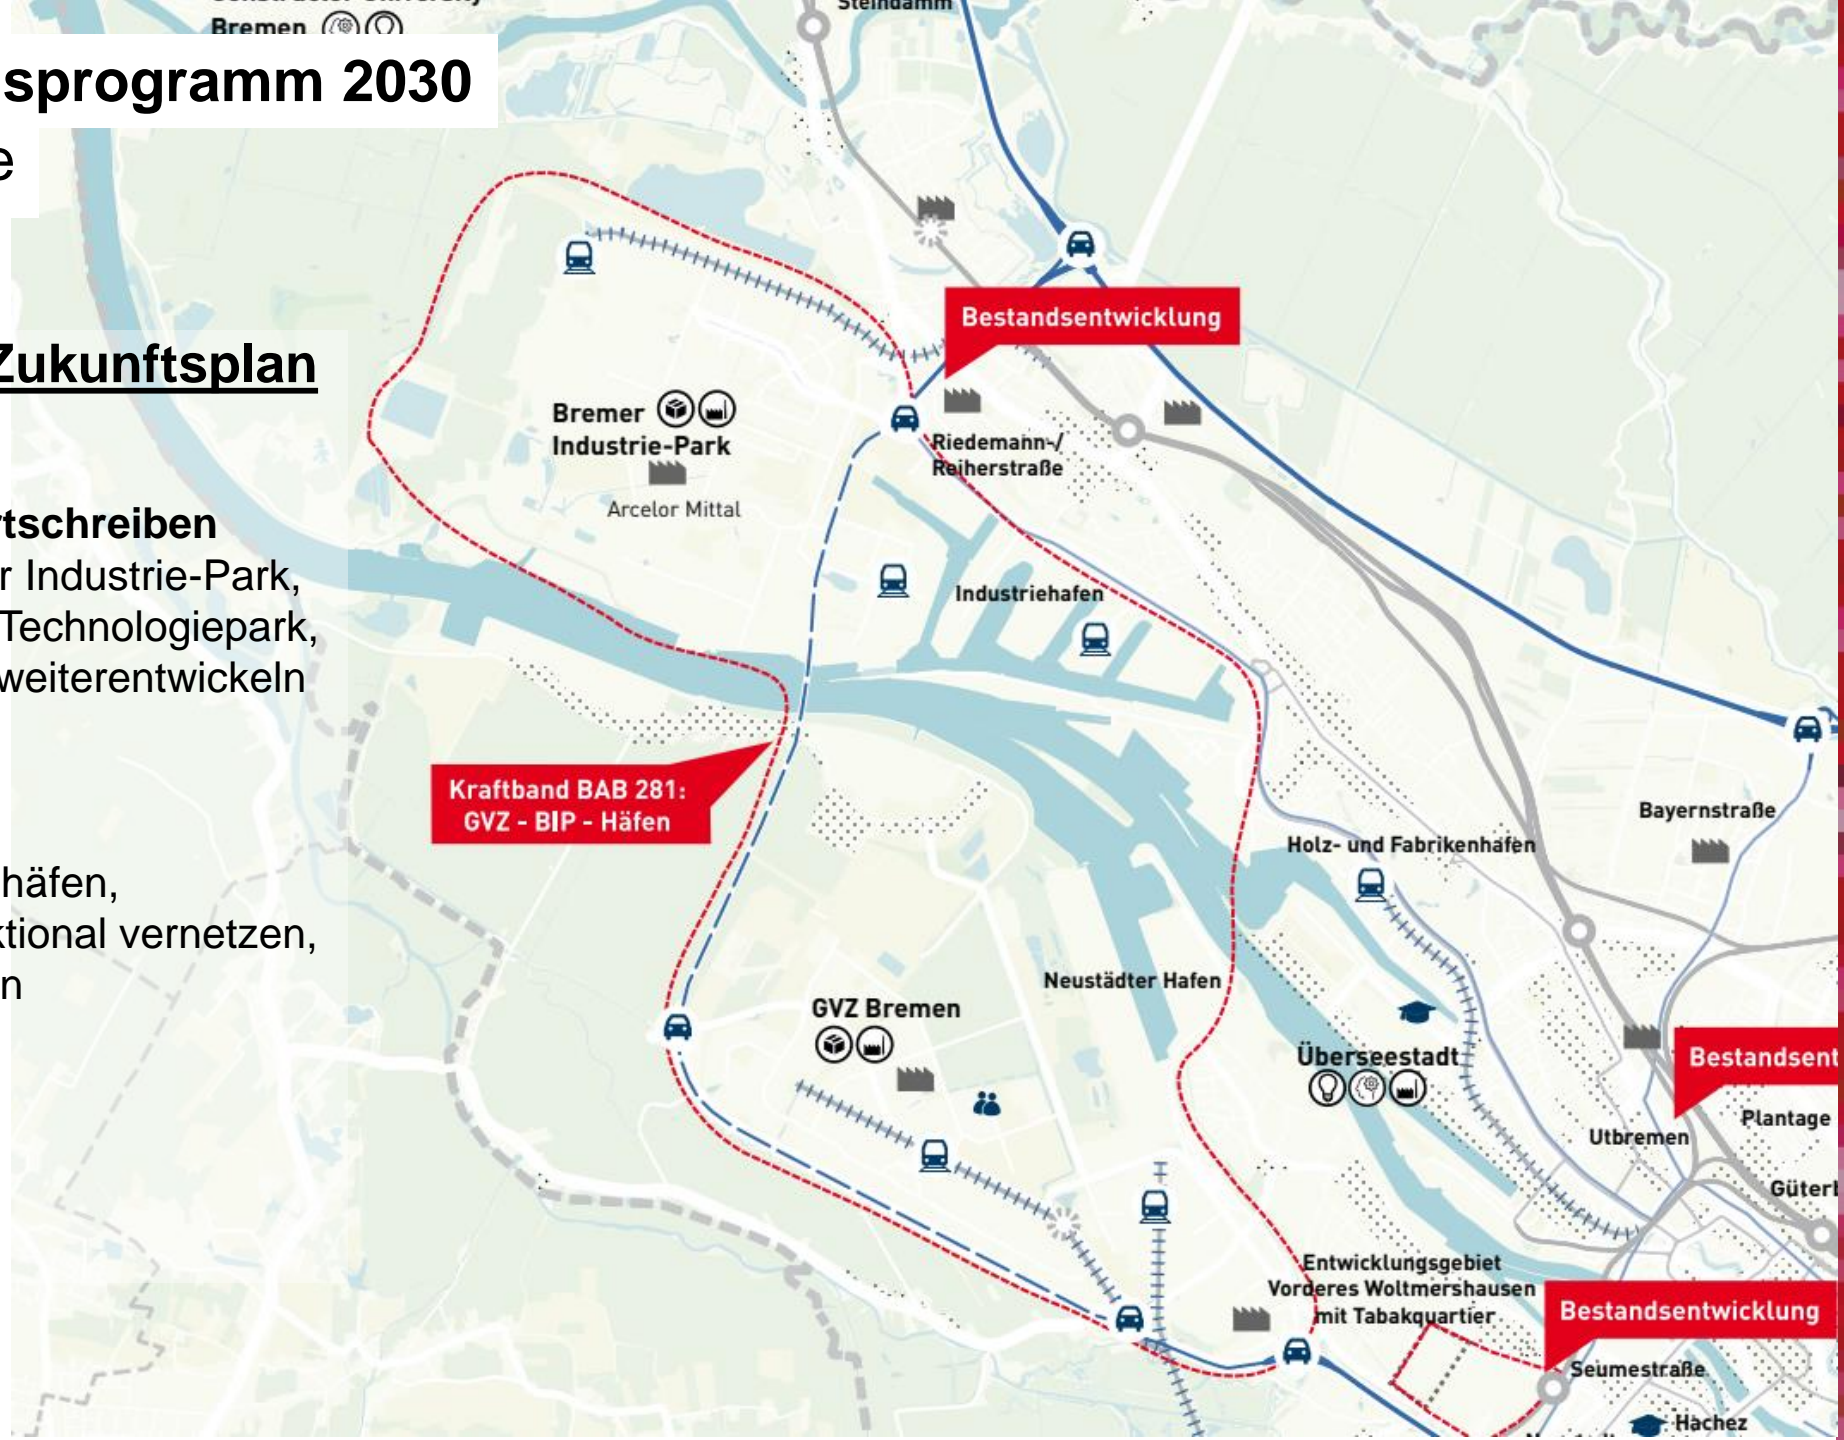 Bremen
sprogramm 2030
e
Zukunftsplan
rtschreiben
r Industrie-Park,
Technologiepark,
weiterentwickeln
häfen,
ktional vernetzen,
n
Steindamm
Bestandsentwicklung
Bremer
Industrie-Park
Arcelor Mittal
Riedemann-/
Reiherstraße
Industriehafen
Kraftband BAB 281:
GVZ - BIP - Häfen
Bayernstraße
Holz- und Fabrikenhafen
Neustädter Hafen
GVZ Bremen
Überseestadt
Bestandsent
Plantage
Utbremen
Güterb
Entwicklungsgebiet
Vorderes Woltmershausen
mit Tabakquartier
Bestandsentwicklung
Seumestraße
Hachez